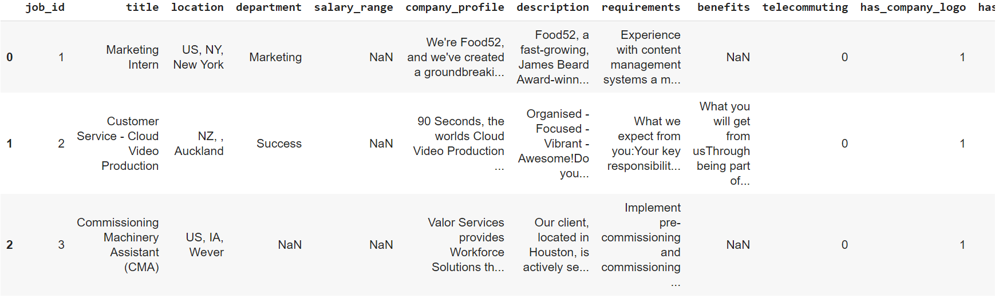 job_id title location department salary_range company_profile description requirements benefits telecommuting has_company_logo has
0 1 Marketing Intern US, NY, New York Marketing NaN We're Food52, and we've created a groundbreaki... Food52, a fast-growing, James Beard Award-winn... Experience with content management systems a m... NaN 0 1
1 2 Customer Service - Cloud Video Production NZ, , Auckland Success NaN 90 Seconds, the worlds Cloud Video Production ... Organised - Focused - Vibrant - Awesome!Do you... What we expect from you:Your key responsibilit... What you will get from usThrough being part of... 0 1
2 3 Commissioning Machinery Assistant (CMA) US, IA, Wever NaN NaN Valor Services provides Workforce Solutions th... Our client, located in Houston, is actively se... Implement pre-commissioning and commissioning ... NaN 0 1